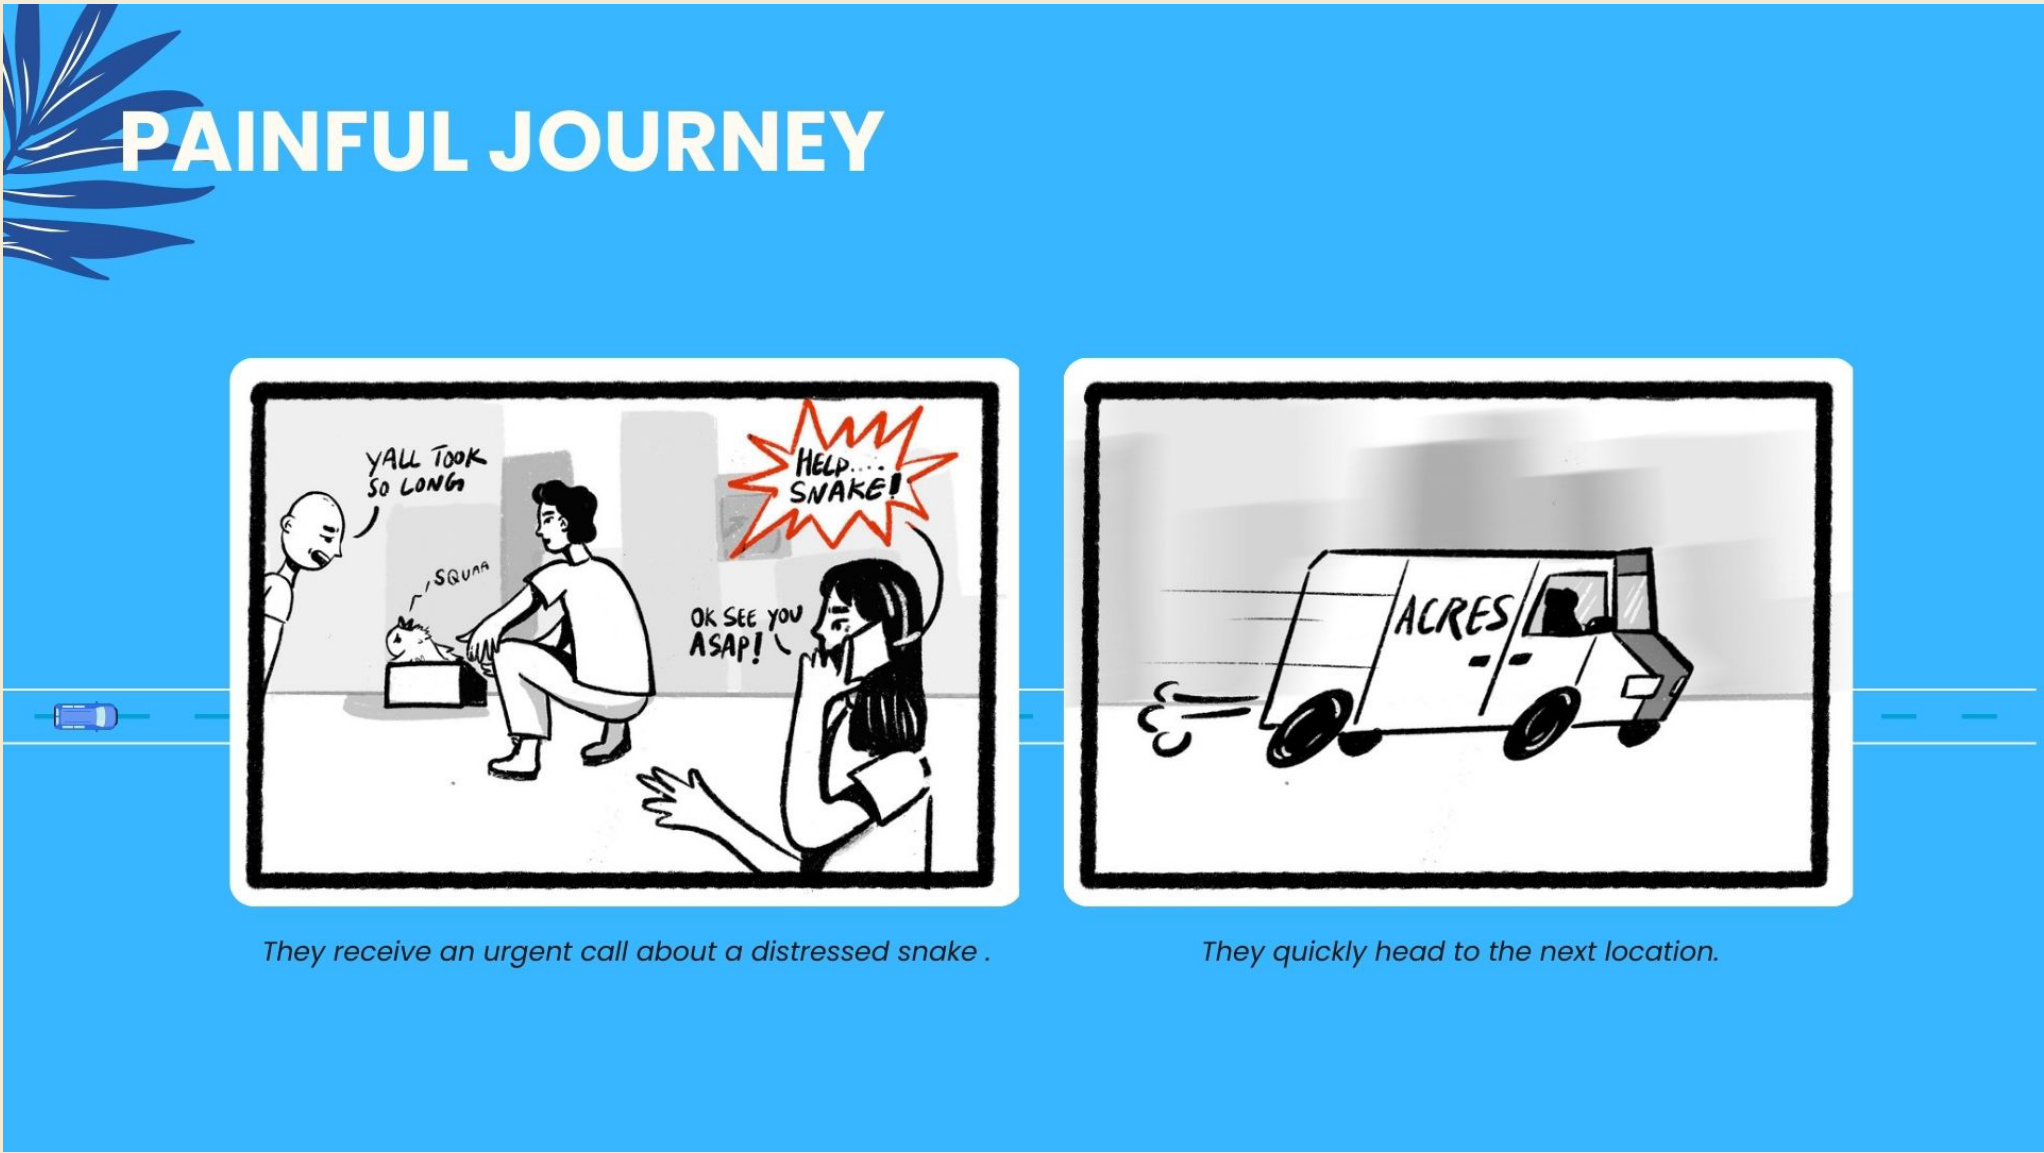 PAINFUL JOURNEY
YALL TOOK
SO LONG
SQUAA
HELP....
SNAKE!
OK SEE YOU
ASAP!
ACRES
They receive an urgent call about a distressed snake .
They quickly head to the next location.